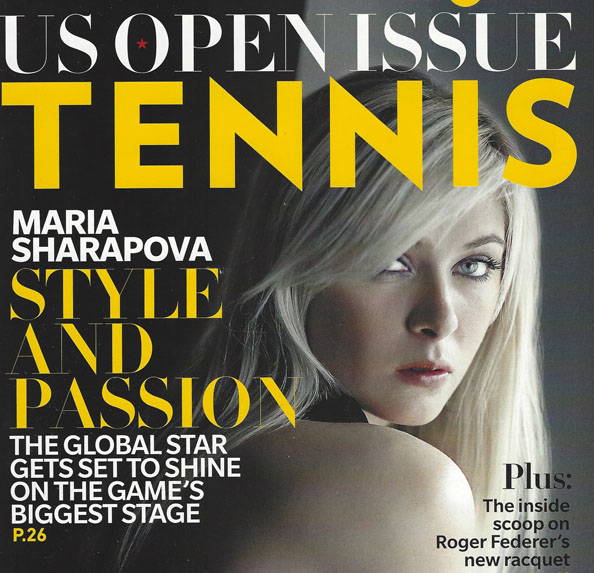 US OPEN ISSUE
TENNIS
MARIA
SHARAPOVA
STYLE
AND
PASSION
THE GLOBAL STAR
GETS SET TO SHINE
ON THE GAME'S
BIGGEST STAGE
P.26
Plus:
The inside
scoop on
Roger Federer's
new racquet